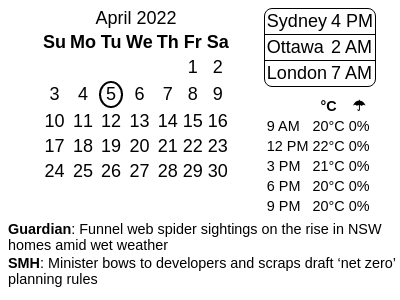 April 2022
Su Mo Tu We Th Fr Sa
1 2
3 4 5 6 7 8 9
10 11 12 13 14 15 16
17 18 19 20 21 22 23
24 25 26 27 28 29 30
Sydney 4 PM
Ottawa 2 AM
London 7 AM
°C ☂
9 AM 20°C 0%
12 PM 22°C 0%
3 PM 21°C 0%
6 PM 20°C 0%
9 PM 20°C 0%
Guardian: Funnel web spider sightings on the rise in NSW
homes amid wet weather
SMH: Minister bows to developers and scraps draft ‘net zero’
planning rules